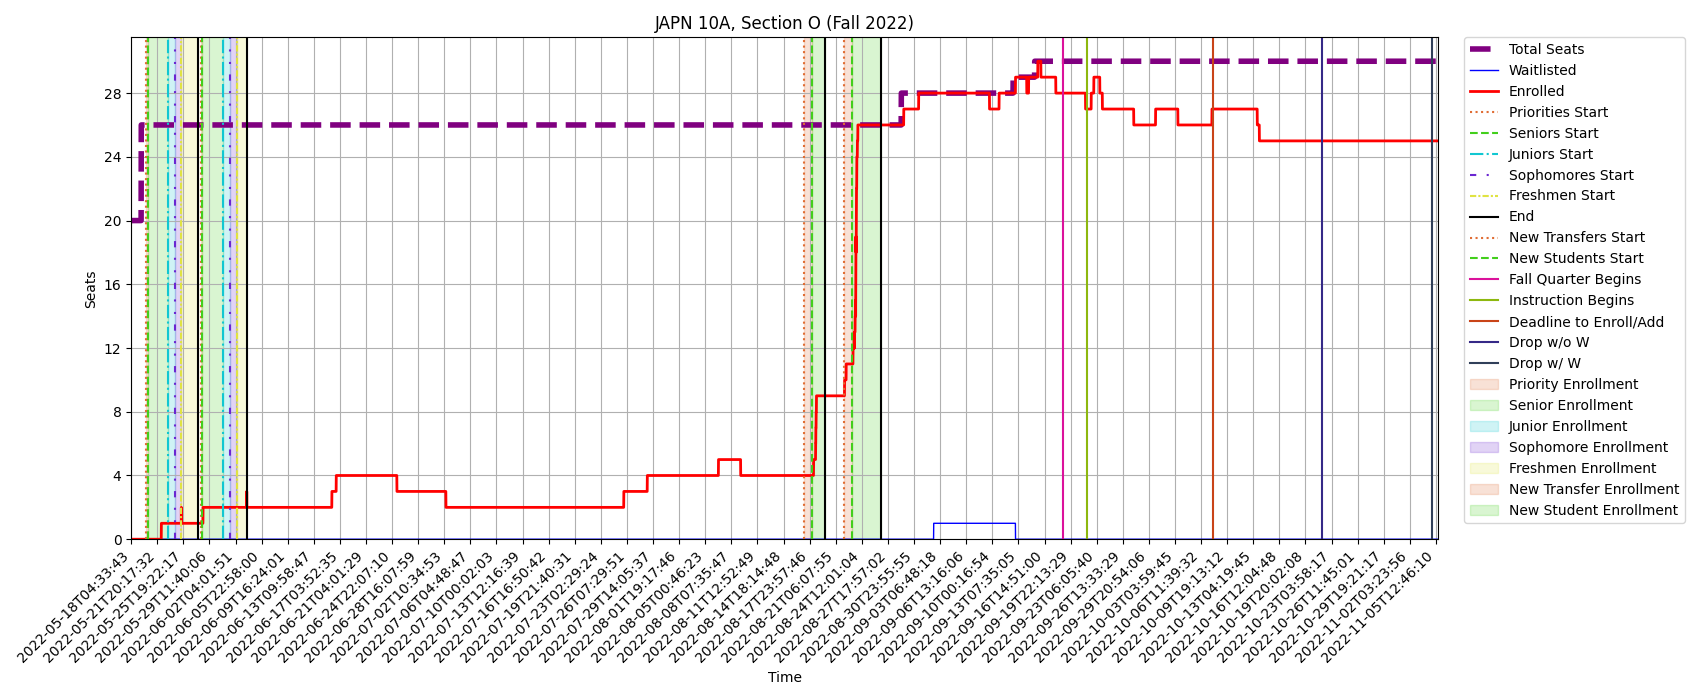 JAPN 10A, Section O (Fall 2022)
Seats
28
24
20
16
12
8
4
0
2022-05-18T04:33:43
2022-05-21T20:17:32
2022-05-25T19:22:17
2022-05-29T11:40:06
2022-06-02T04:01:51
2022-06-05T22:58:00
2022-06-09T16:24:01
2022-06-13T09:58:47
2022-06-17T03:52:35
2022-06-21T04:01:29
2022-06-24T22:07:10
2022-06-28T16:07:59
2022-07-02T10:34:53
2022-07-06T04:48:47
2022-07-10T00:02:03
2022-07-13T12:16:39
2022-07-16T16:50:42
2022-07-19T21:40:31
2022-07-23T02:29:24
2022-07-26T07:29:51
2022-07-29T14:05:37
2022-08-01T19:17:46
2022-08-05T00:46:23
2022-08-08T07:35:47
2022-08-11T12:52:49
2022-08-14T18:14:48
2022-08-17T23:57:46
2022-08-21T06:07:55
2022-08-24T12:01:04
2022-08-27T17:57:02
2022-08-30T23:55:55
2022-09-03T06:48:18
2022-09-06T13:16:06
2022-09-10T00:16:54
2022-09-13T07:35:05
2022-09-16T14:51:00
2022-09-19T22:13:29
2022-09-23T06:05:40
2022-09-26T13:33:29
2022-09-29T20:54:06
2022-10-03T03:59:45
2022-10-06T11:39:32
2022-10-09T19:13:12
2022-10-13T04:19:45
2022-10-16T12:04:48
2022-10-19T20:02:08
2022-10-23T03:58:17
2022-10-26T11:45:01
2022-10-29T19:21:17
2022-11-02T03:23:56
2022-11-05T12:46:10
Time
Total Seats
Waitlisted
Enrolled
Priorities Start
Seniors Start
Juniors Start
Sophomores Start
Freshmen Start
End
New Transfers Start
New Students Start
Fall Quarter Begins
Instruction Begins
Deadline to Enroll/Add
Drop w/o W
Drop w/ W
Priority Enrollment
Senior Enrollment
Junior Enrollment
Sophomore Enrollment
Freshmen Enrollment
New Transfer Enrollment
New Student Enrollment